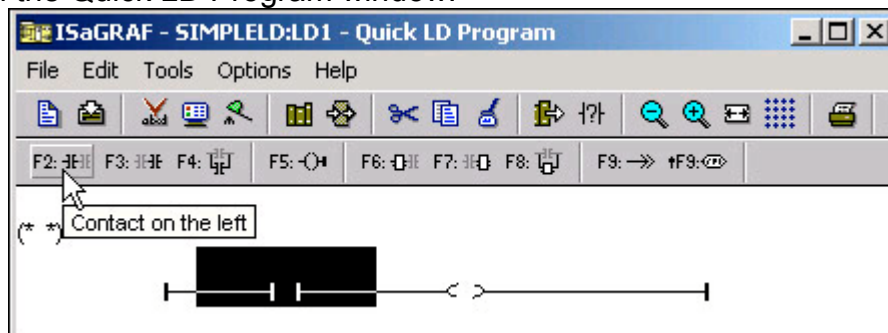 the Quick LD Program window.
ISaGRAF - SIMPLELD:LD1 - Quick LD Program
File Edit Tools Options Help
F2: F3: F4: F5: F6: F7: F8: F9: ↑F9:
Contact on the left
(* *)